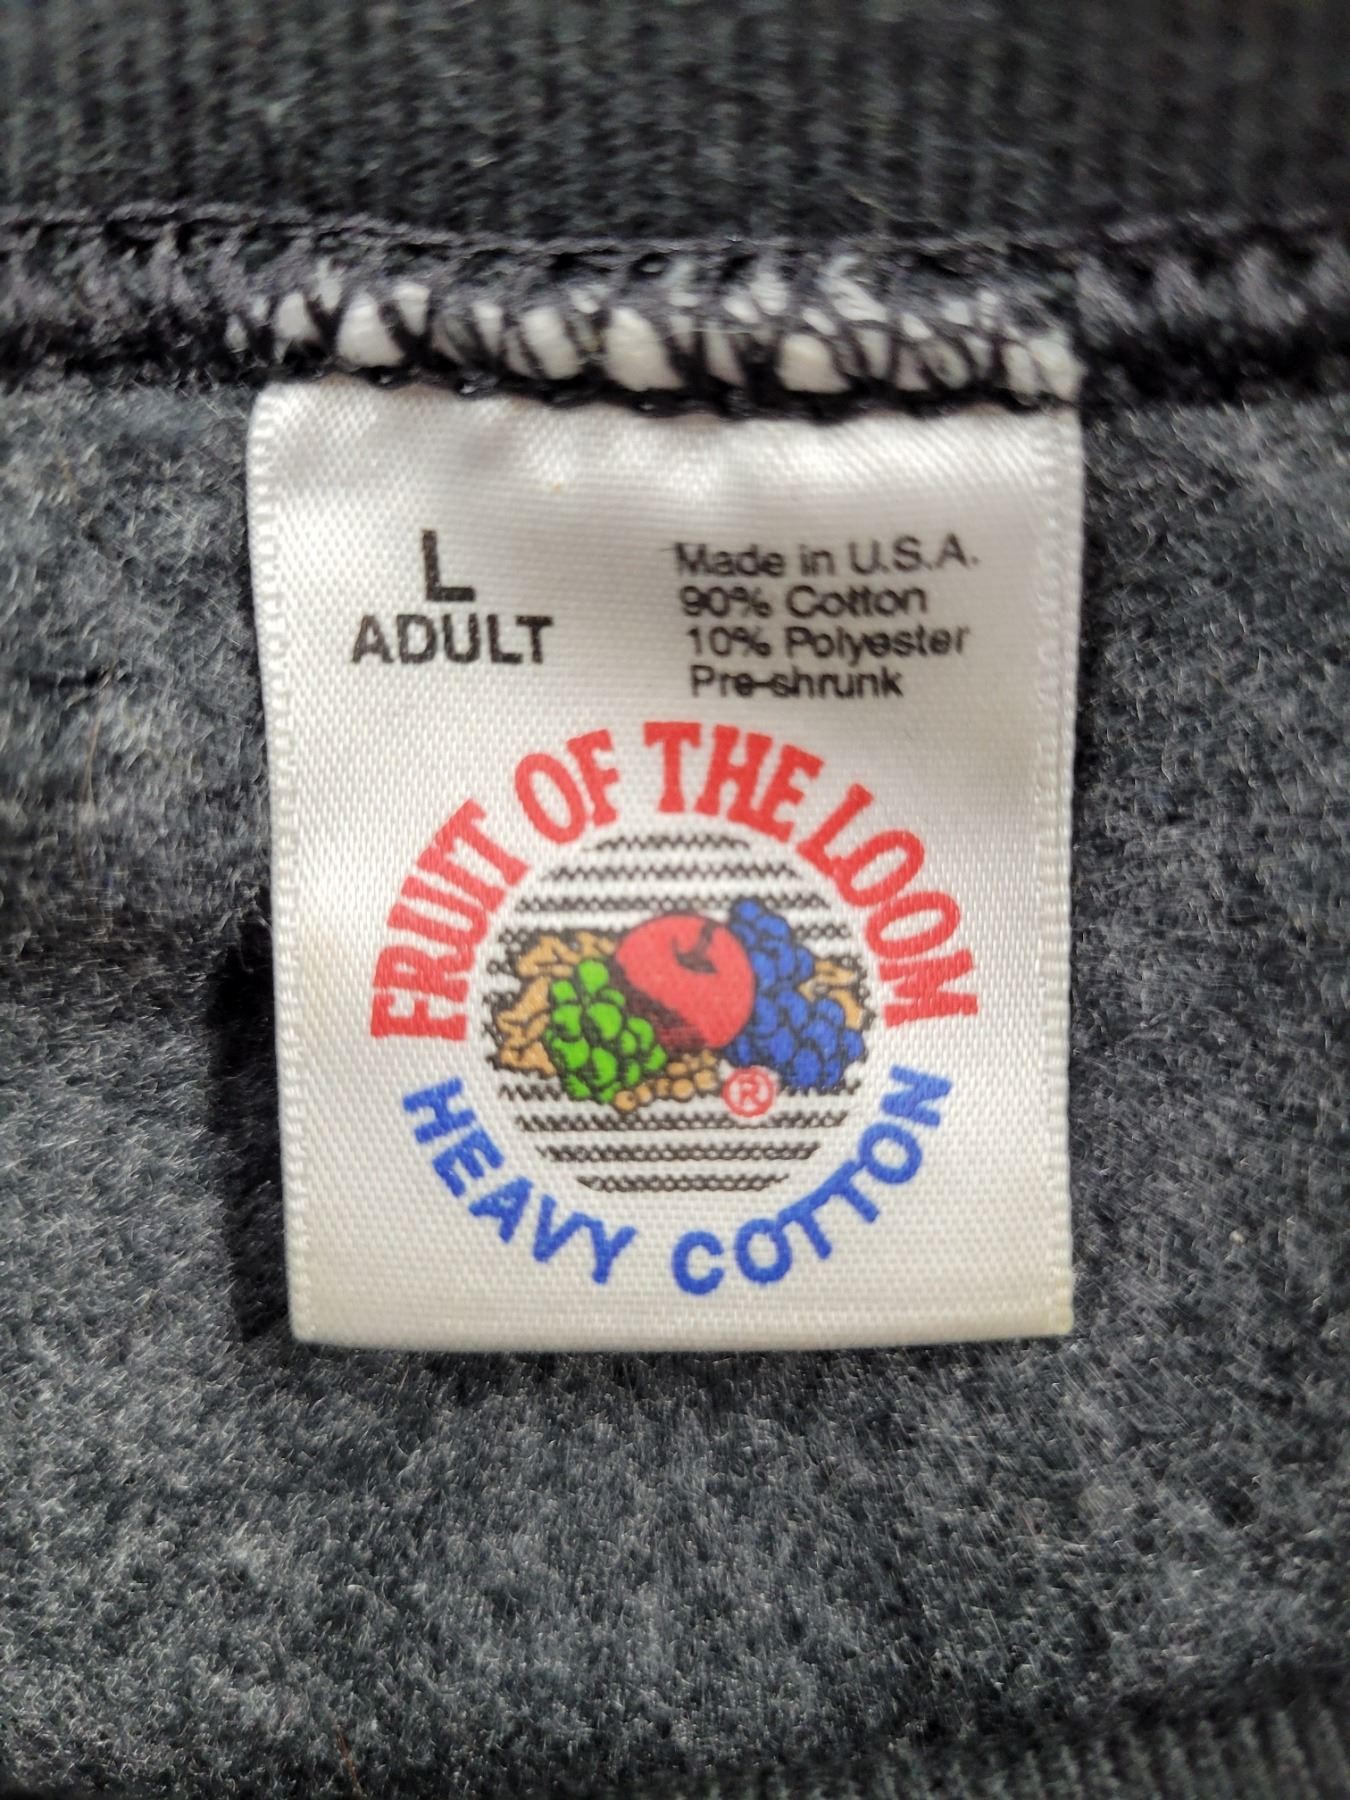 L
ADULT
Made in U.S.A.
90% Cotton
10% Polyester
Pre-shrunk
FRUIT OF THE LOOM
®
HEAVY COTTON